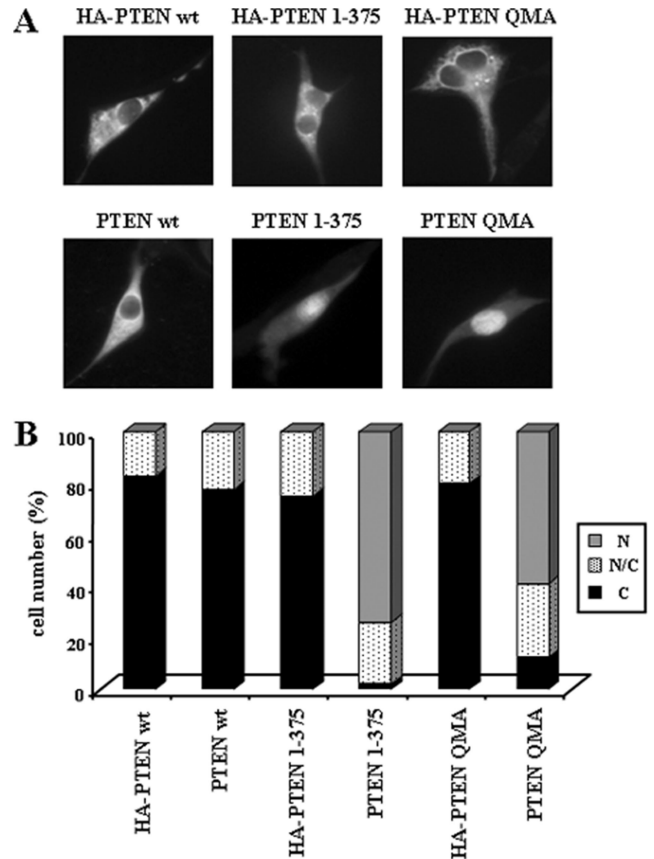 A
HA-PTEN wt
HA-PTEN 1-375
HA-PTEN QMA
PTEN wt
PTEN 1-375
PTEN QMA
B
cell number (%)
100
80
60
40
20
0
N
N/C
C
HA-PTEN wt
PTEN wt
HA-PTEN 1-375
PTEN 1-375
HA-PTEN QMA
PTEN QMA